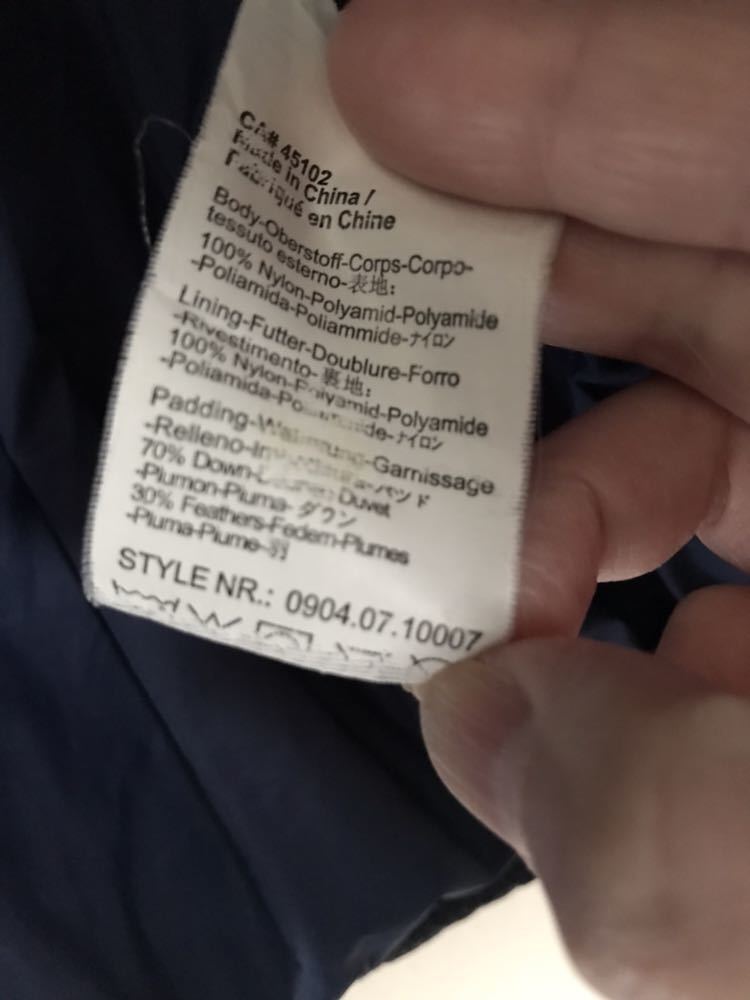 CA# 45102
Made in China /
Fabriqué en Chine
Body-Oberstoff-Corps-Corpo-
tessuto esterno-表地:
100% Nylon-Polyamid-Polyamide
-Poliamida-Poliammide-ナイロン
Lining-Futter-Doublure-Forro
-Rivestimento-裏地:
100% Nylon-Polyamid-Polyamide
-Poliamida-Poliammide-ナイロン
Padding-Wattierung-Garnissage
-Relleno-
70% Down-Daunen-Duvet
-Plumon-Piuma-ダウン
30% Feathers-Federn-Plumes
-Pluma-Piume-羽
STYLE NR.: 0904.07.10007